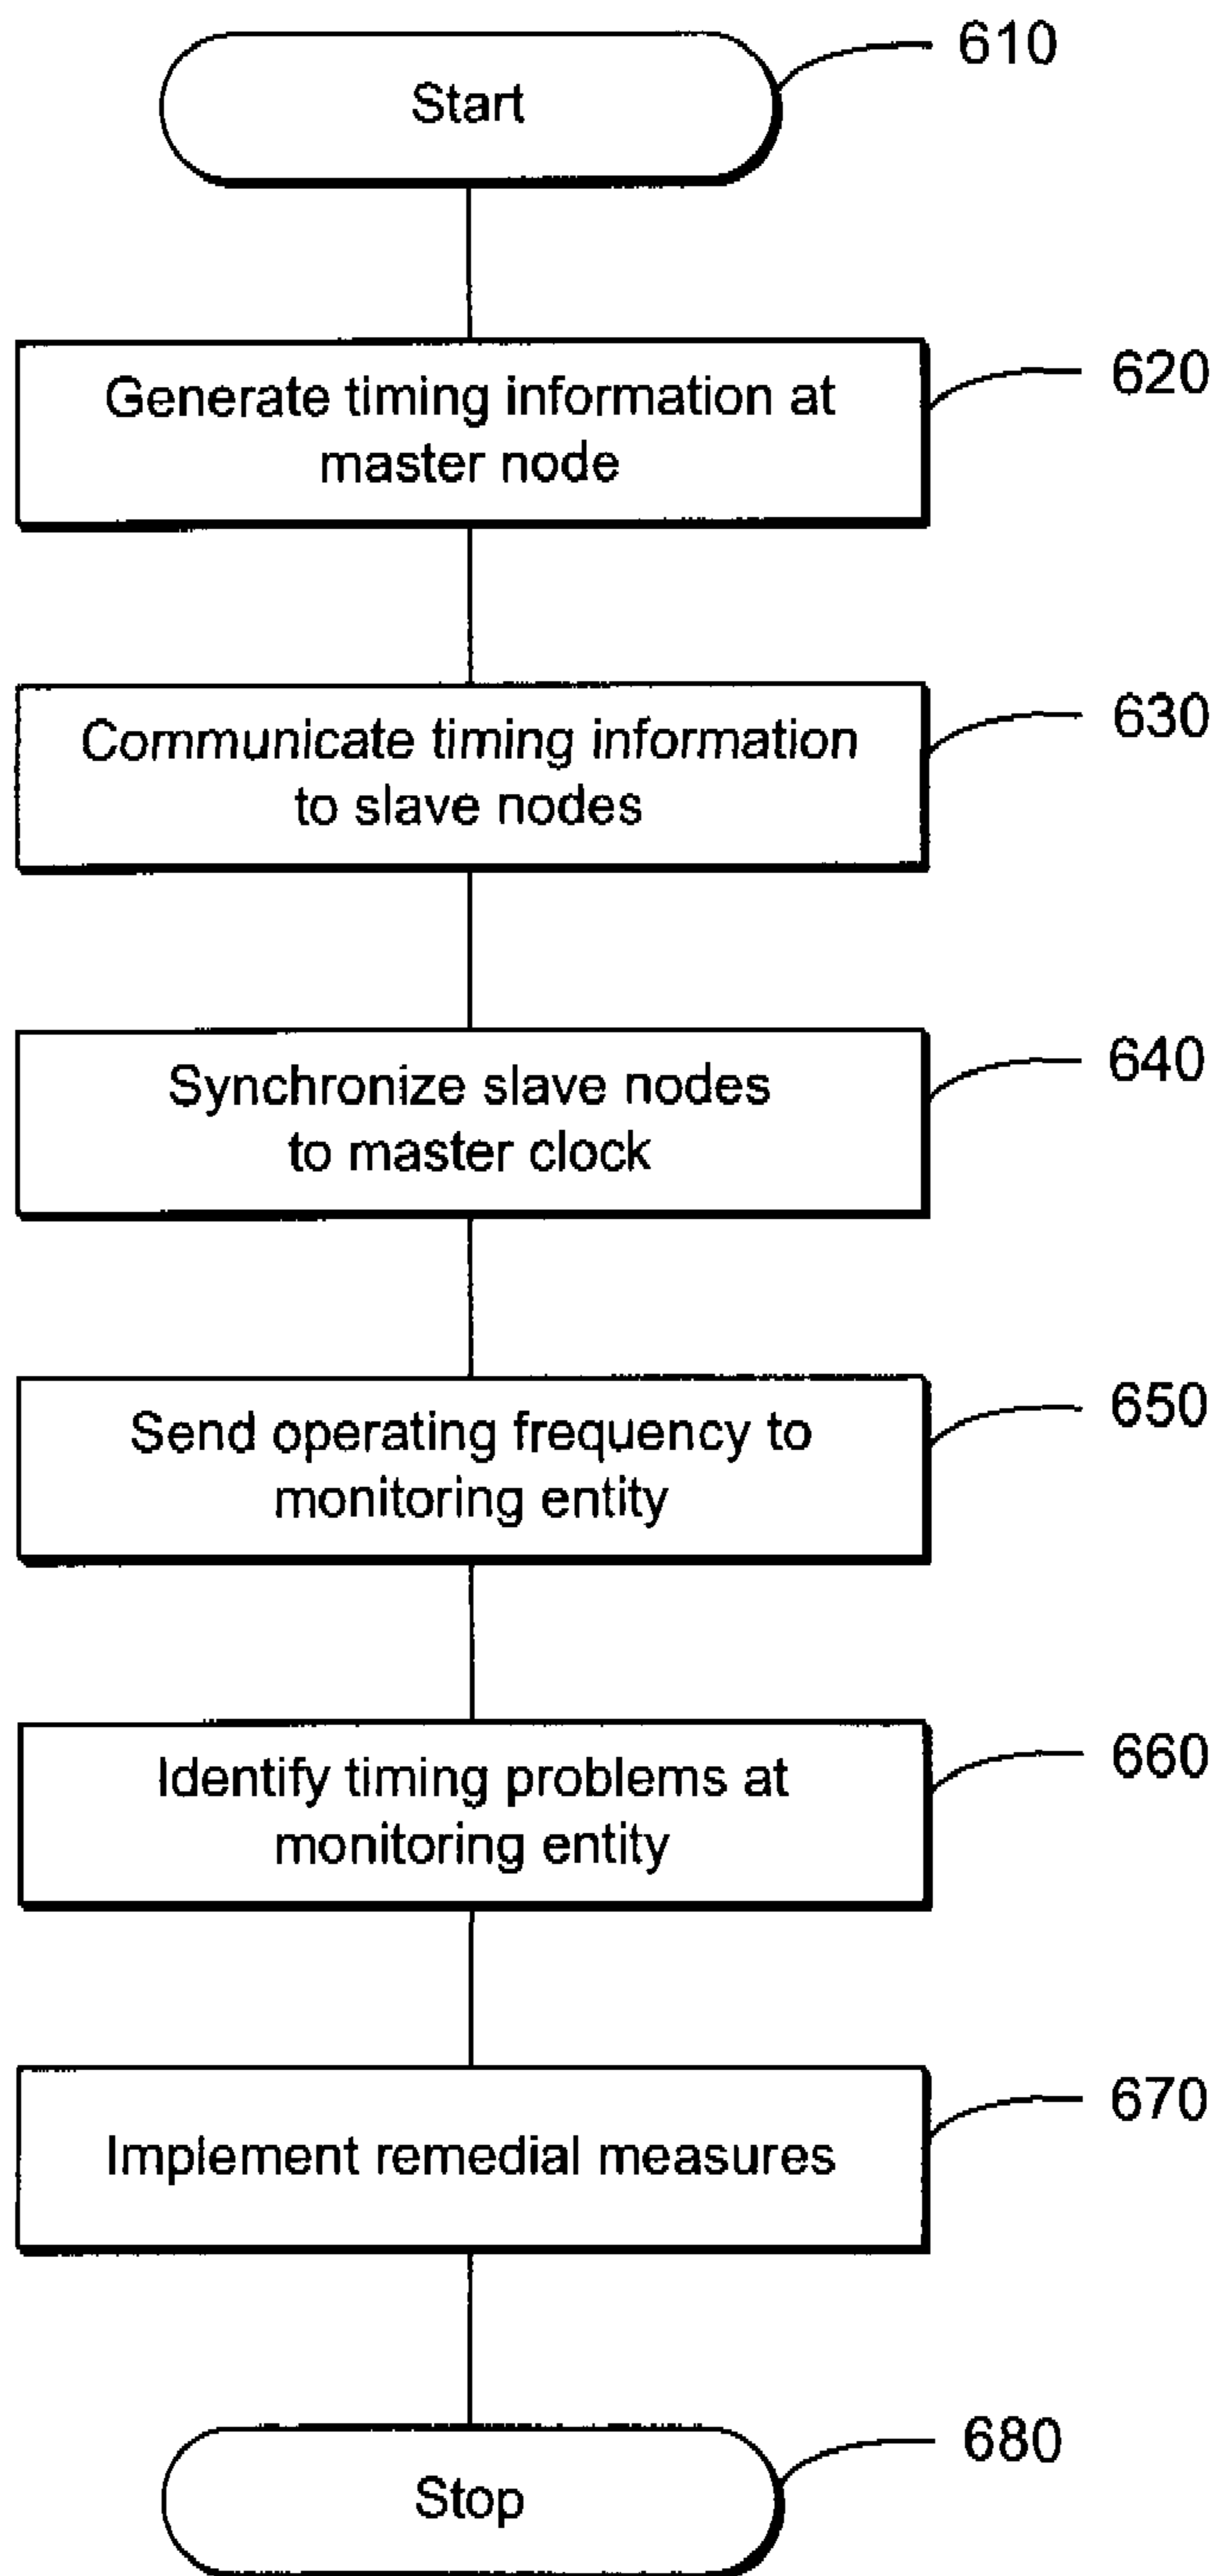 Start
610
Generate timing information at
master node
620
Communicate timing information
to slave nodes
630
Synchronize slave nodes
to master clock
640
Send operating frequency to
monitoring entity
650
Identify timing problems at
monitoring entity
660
Implement remedial measures
670
Stop
680